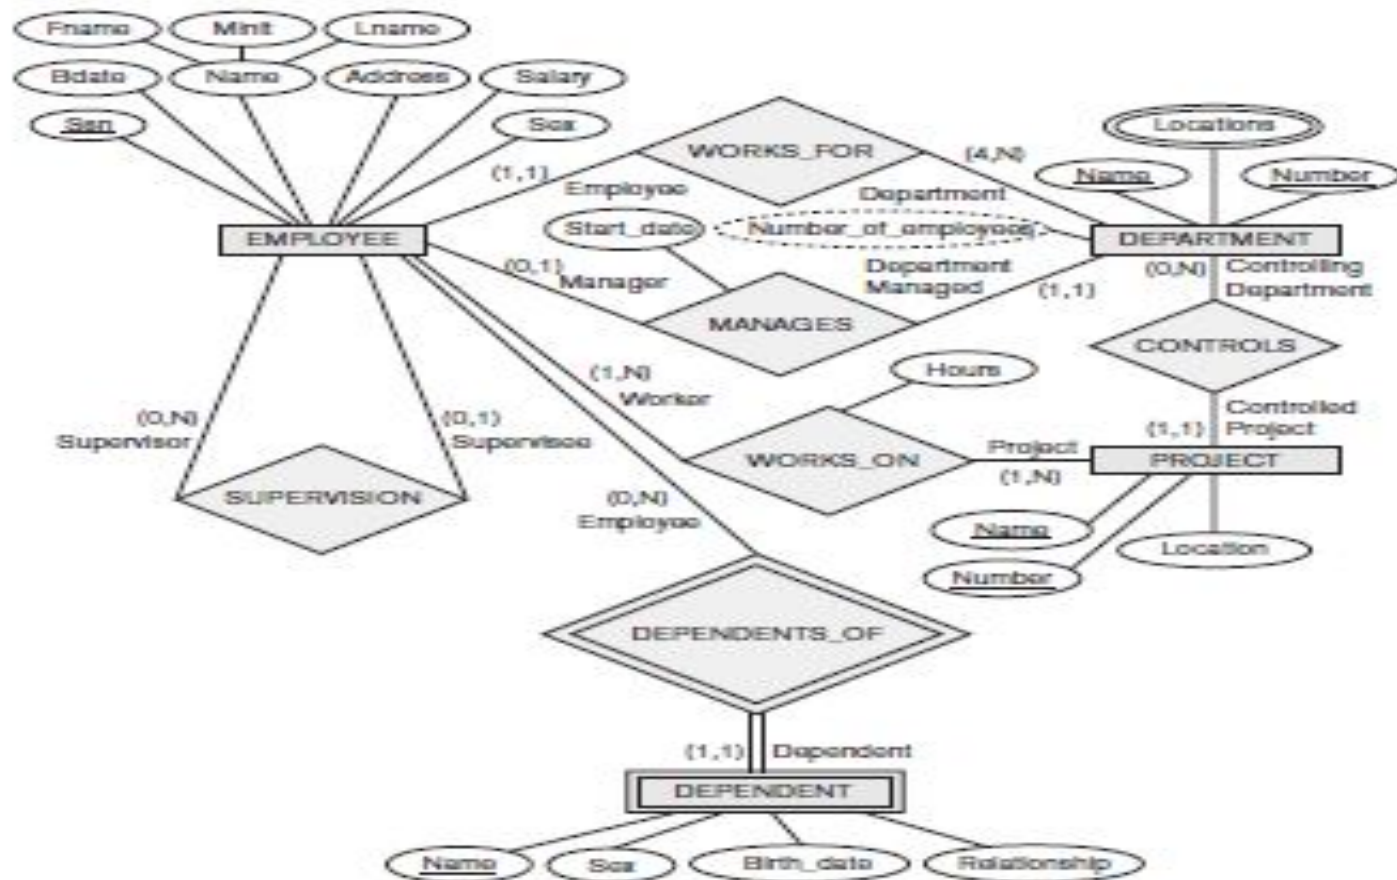 Fname Minit Lname
Bdate Name Address Salary
Ssn Sex
WORKS_FOR
Locations
Name Number
(1,1)
Employee
(4,N)
Department
EMPLOYEE
Start_date
Number_of_employees
DEPARTMENT
(0,1)
Manager
Department
Managed
(1,1)
MANAGES
(0,N)
Controlling
Department
CONTROLS
(1,N)
Worker
Hours
(0,N)
Supervisor
(0,1)
Supervisee
SUPERVISION
WORKS_ON
Project
(1,N)
Controlled
Project
(1,1)
PROJECT
Name
Number
Location
(0,N)
Employee
DEPENDENTS_OF
(1,1)
Dependent
DEPENDENT
Name Sex Birth_date Relationship